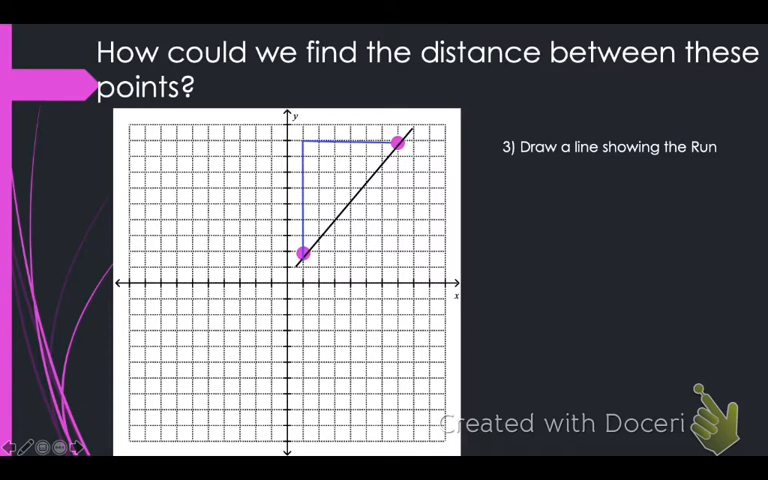 How could we find the distance between these
points?
y
3) Draw a line showing the Run
x
Created with Doceri